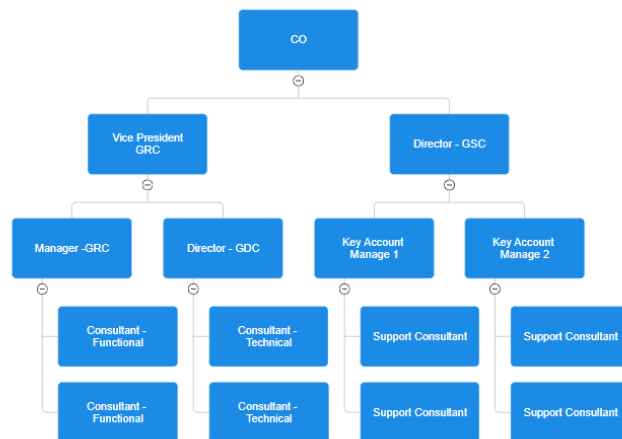 CO
Vice President
GRC
Director - GSC
Manager -GRC
Director - GDC
Key Account
Manage 1
Key Account
Manage 2
Consultant -
Functional
Consultant -
Technical
Support Consultant
Support Consultant
Consultant -
Functional
Consultant -
Technical
Support Consultant
Support Consultant